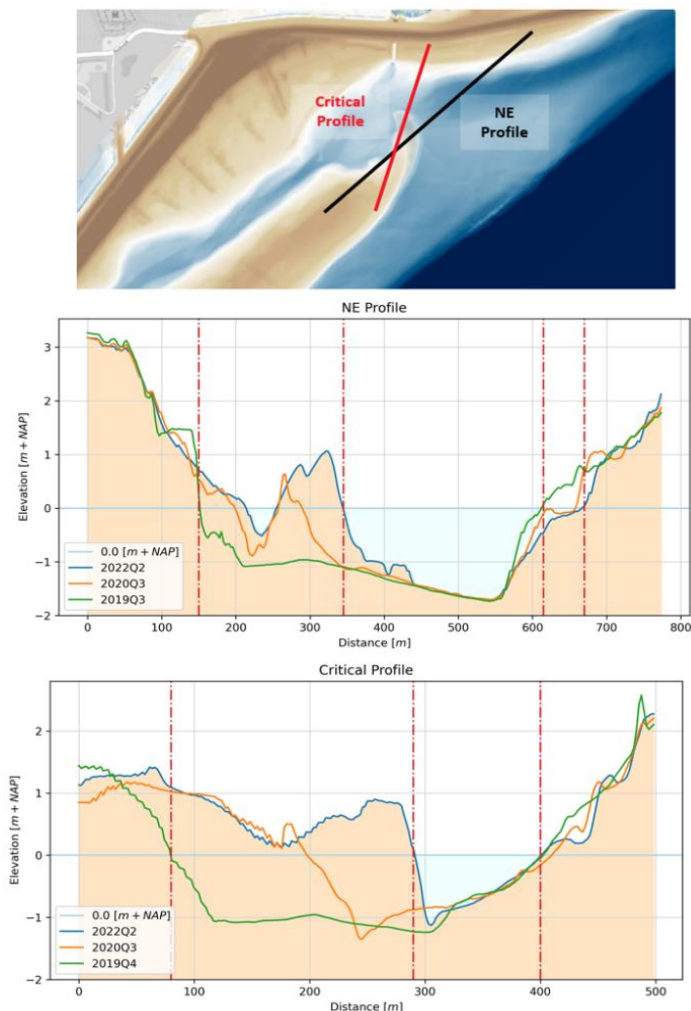 Critical
Profile
NE
Profile
NE Profile
Elevation [m+NAP]
3
2
1
0
−1
−2
0.0 [m+NAP]
2022Q2
2020Q3
2019Q3
0 100 200 300 400 500 600 700 800
Distance [m]
Critical Profile
Elevation [m+NAP]
2
1
0
−1
−2
0.0 [m+NAP]
2022Q2
2020Q3
2019Q4
0 100 200 300 400 500
Distance [m]